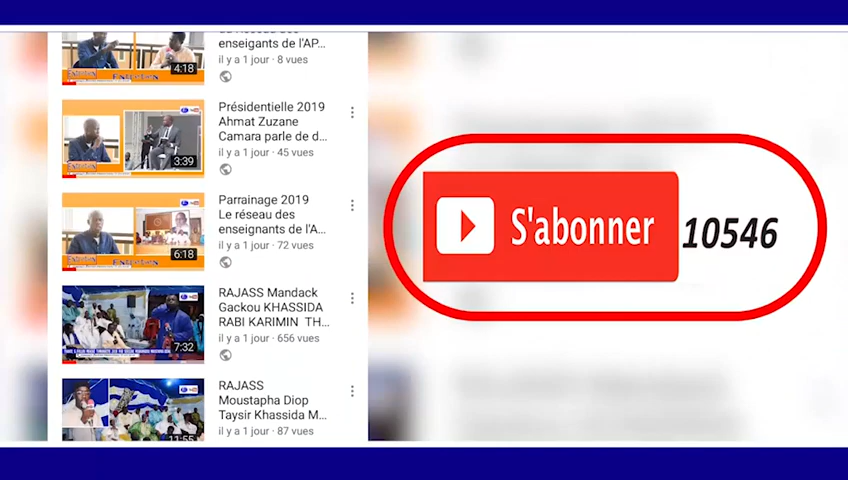 enseigants de l'AP...
il y a 1 jour · 8 vues
4:18
Présidentielle 2019
Ahmat Zuzane
Camara parle de d...
il y a 1 jour · 45 vues
3:39
Parrainage 2019
Le réseau des
enseignants de l'A...
il y a 1 jour · 72 vues
6:18
RAJASS Mandack
Gackou KHASSIDA
RABI KARIMIN TH...
il y a 1 jour · 656 vues
7:32
RAJASS
Moustapha Diop
Taysir Khassida M...
il y a 1 jour · 87 vues
11:55
S'abonner
10546